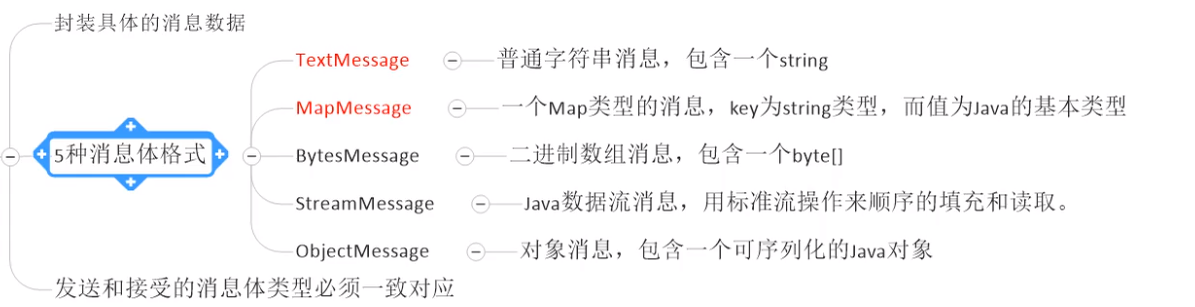 封装具体的消息数据
TextMessage 普通字符串消息，包含一个string
MapMessage 一个Map类型的消息，key为string类型，而值为Java的基本类型
5种消息体格式 BytesMessage 二进制数组消息，包含一个byte[]
StreamMessage Java数据流消息，用标准流操作来顺序的填充和读取。
ObjectMessage 对象消息，包含一个可序列化的Java对象
发送和接受的消息体类型必须一致对应